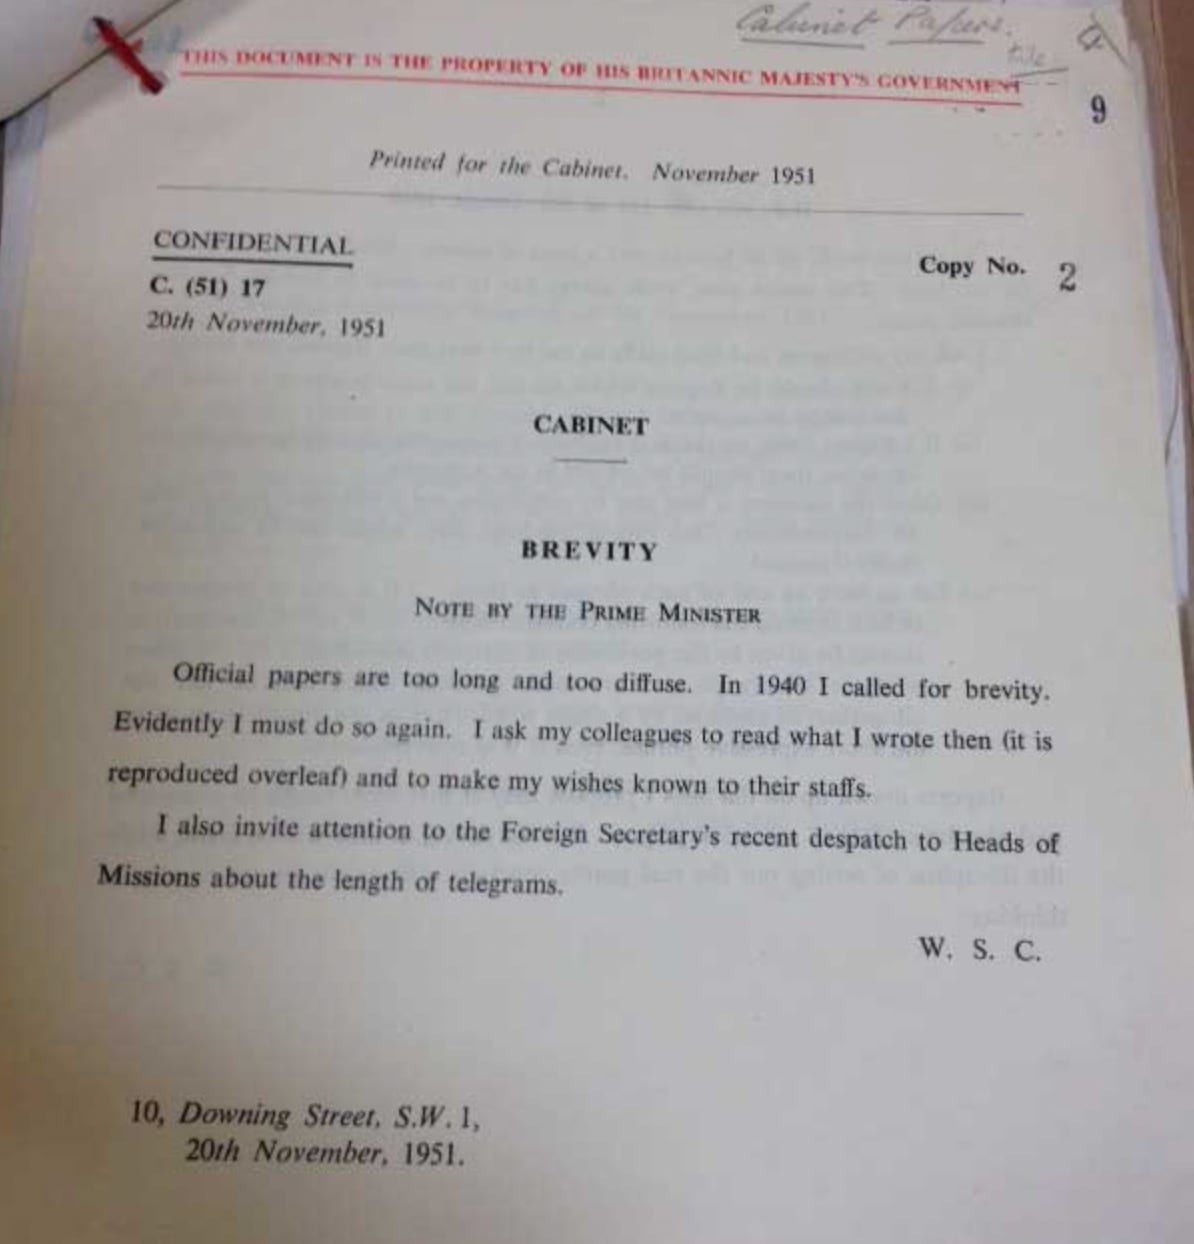 Cabinet Papers.
file
THIS DOCUMENT IS THE PROPERTY OF HIS BRITANNIC MAJESTY'S GOVERNMENT
9
Printed for the Cabinet. November 1951
CONFIDENTIAL
Copy No. 2
C. (51) 17
20th November, 1951
CABINET
BREVITY
NOTE BY THE PRIME MINISTER
Official papers are too long and too diffuse. In 1940 I called for brevity.
Evidently I must do so again. I ask my colleagues to read what I wrote then (it is
reproduced overleaf) and to make my wishes known to their staffs.
I also invite attention to the Foreign Secretary's recent despatch to Heads of
Missions about the length of telegrams.
W. S. C.
10, Downing Street, S.W. 1,
20th November, 1951.